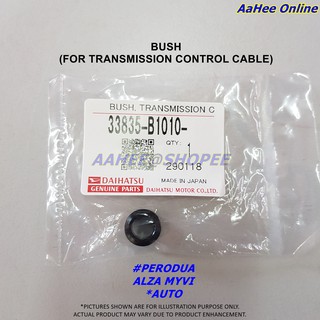 AaHee Online
BUSH
(FOR TRANSMISSION CONTROL CABLE)
BUSH, TRANSMISSION C
33835-B1010-
QTY:
1
AAHEE@SHOPEE
290118
MADE IN JAPAN
DAIHATSU
GENUINE PARTS
DAIHATSU MOTOR CO.,LTD.
#PERODUA
ALZA MYVI
*AUTO
*PICTURES SHOWN ARE FOR ILLUSTRATION PURPOSE ONLY.
ACTUAL PRODUCT MAY VARY DUE TO PRODUCT ENHANCEMENT.